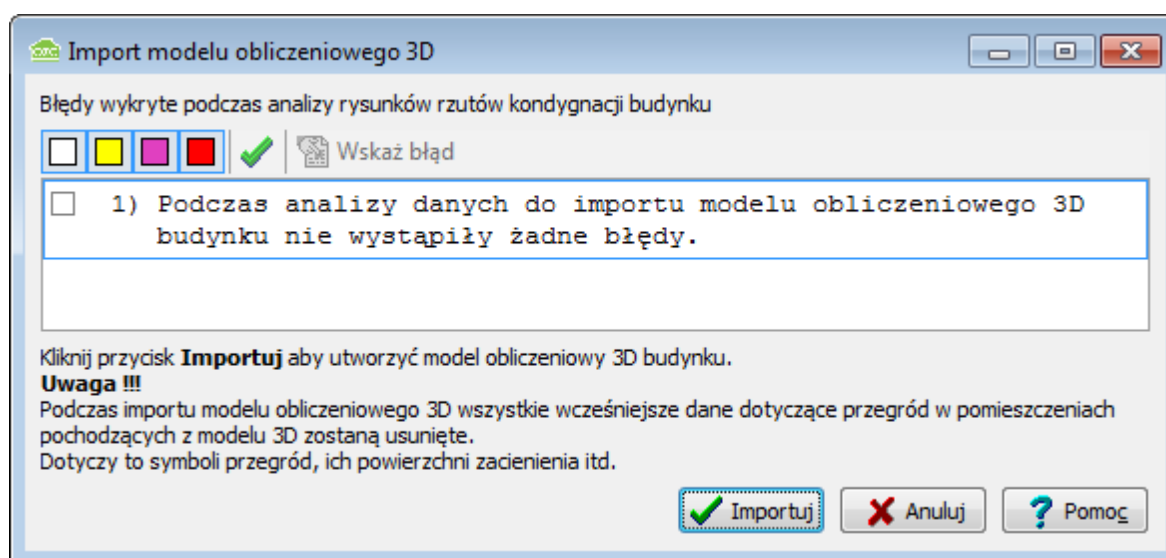 Import modelu obliczeniowego 3D
Błędy wykryte podczas analizy rysunków rzutów kondygnacji budynku
Wskaż błąd
1) Podczas analizy danych do importu modelu obliczeniowego 3D
budynku nie wystąpiły żadne błędy.
Kliknij przycisk Importuj aby utworzyć model obliczeniowy 3D budynku.
Uwaga !!!
Podczas importu modelu obliczeniowego 3D wszystkie wcześniejsze dane dotyczące przegród w pomieszczeniach
pochodzących z modelu 3D zostaną usunięte.
Dotyczy to symboli przegród, ich powierzchni zacienienia itd.
Importuj Anuluj Pomoc